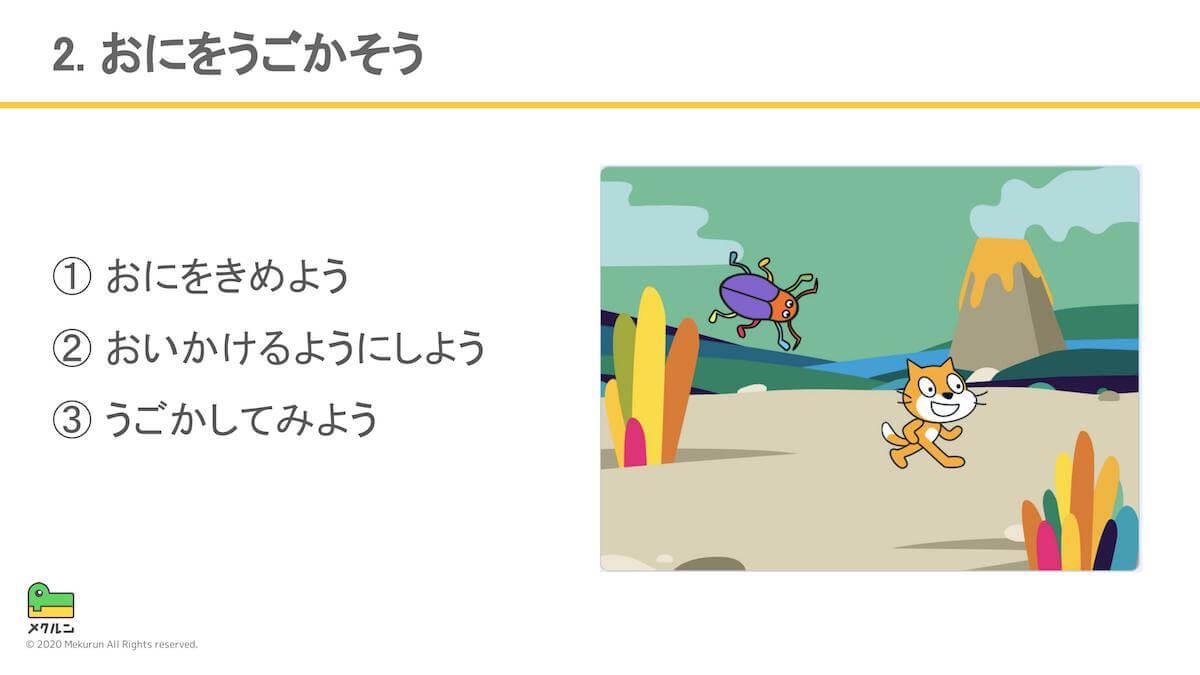 2. おにをうごかそう
① おにをきめよう
② おいかけるようにしよう
③ うごかしてみよう
メクルン
© 2020 Mekurun All Rights reserved.